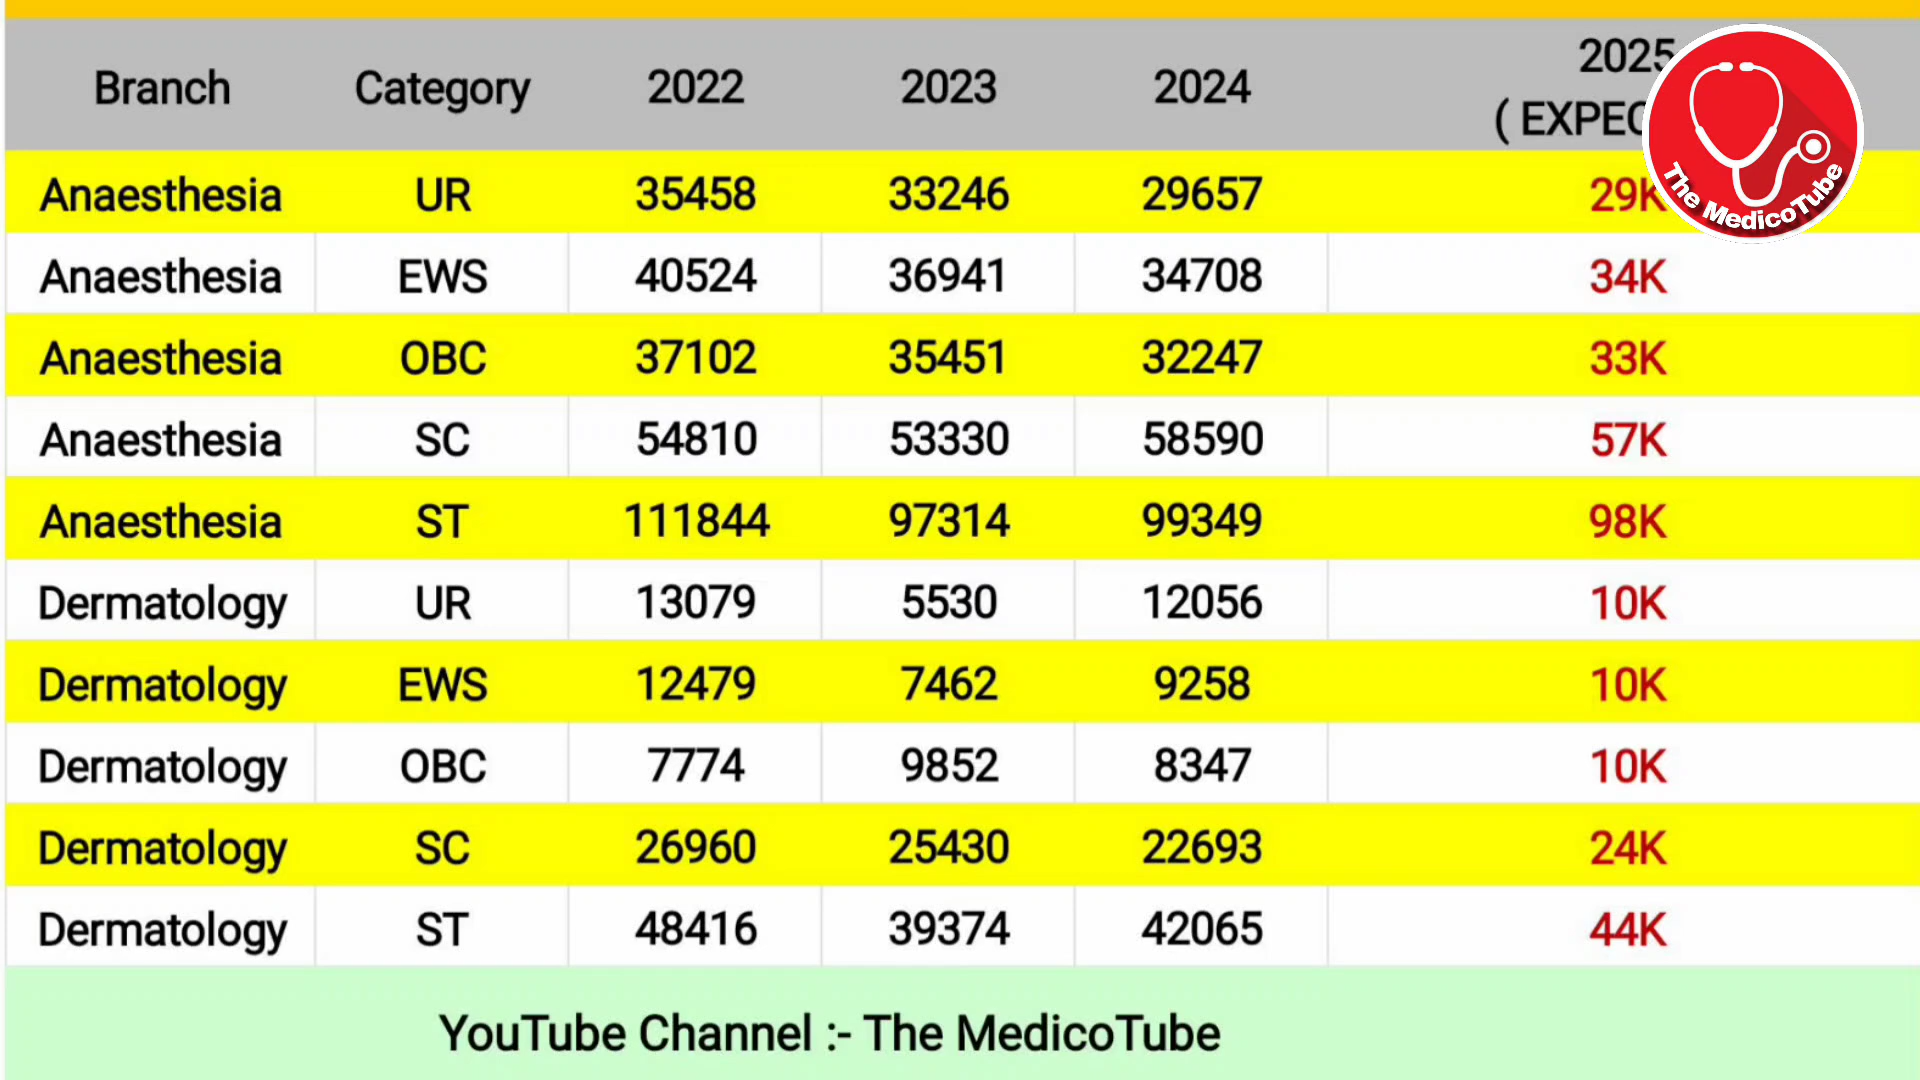 Branch Category 2022 2023 2024 2025
( EXPEC
Anaesthesia UR 35458 33246 29657 29K
Anaesthesia EWS 40524 36941 34708 34K
Anaesthesia OBC 37102 35451 32247 33K
Anaesthesia SC 54810 53330 58590 57K
Anaesthesia ST 111844 97314 99349 98K
Dermatology UR 13079 5530 12056 10K
Dermatology EWS 12479 7462 9258 10K
Dermatology OBC 7774 9852 8347 10K
Dermatology SC 26960 25430 22693 24K
Dermatology ST 48416 39374 42065 44K
YouTube Channel :- The MedicoTube
The MedicoTube